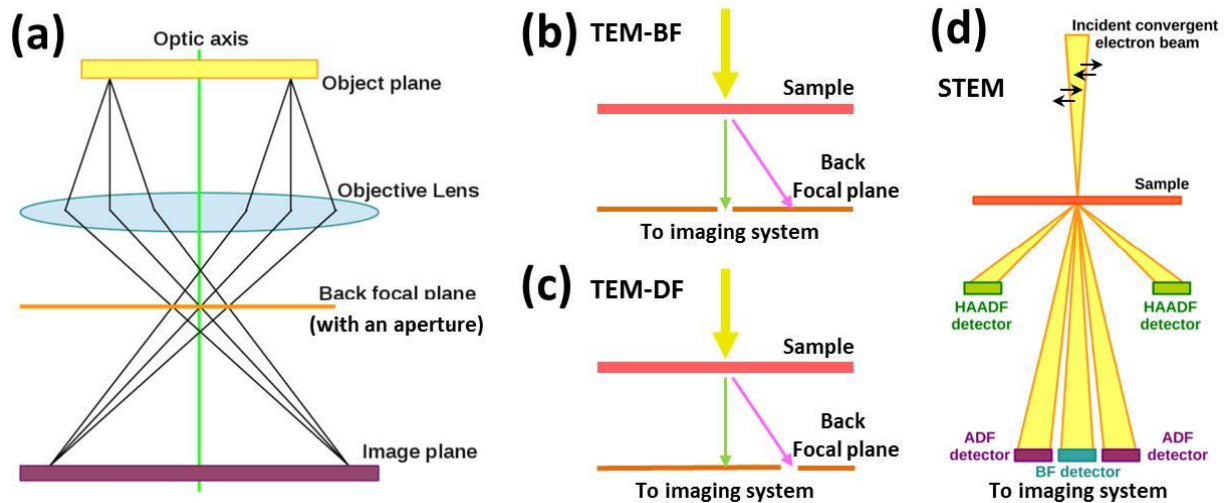 (a)
Optic axis
Object plane
Objective Lens
Back focal plane
(with an aperture)
Image plane
(b) TEM-BF
Sample
Back
Focal plane
To imaging system
(c) TEM-DF
Sample
Back
Focal plane
To imaging system
(d)
Incident convergent
electron beam
STEM
Sample
HAADF
detector
HAADF
detector
ADF
detector
BF detector
ADF
detector
To imaging system